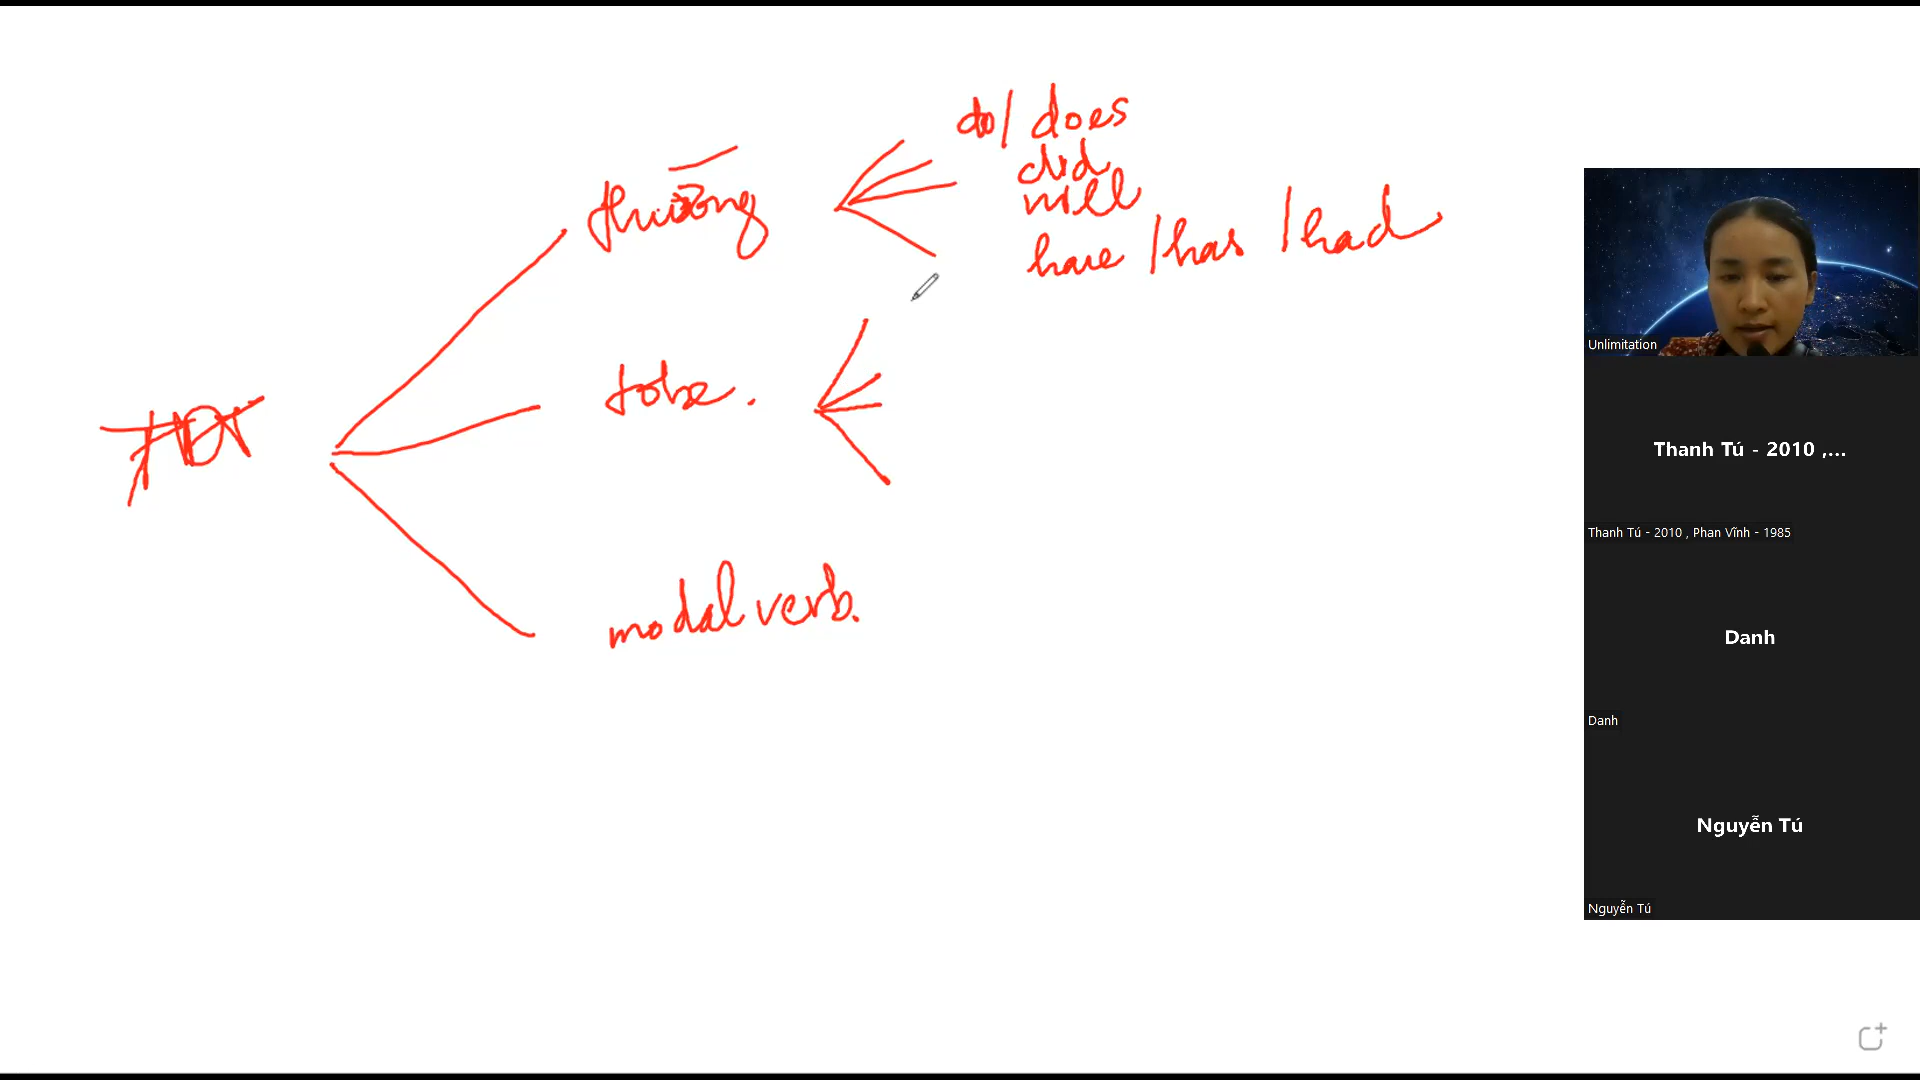 do/ does
did
will
have /has /had
thường
tobe.
modal verb.
Unlimitation
Thanh Tú - 2010 ,...
Thanh Tú - 2010 , Phan Vĩnh - 1985
Danh
Danh
Nguyễn Tú
Nguyễn Tú